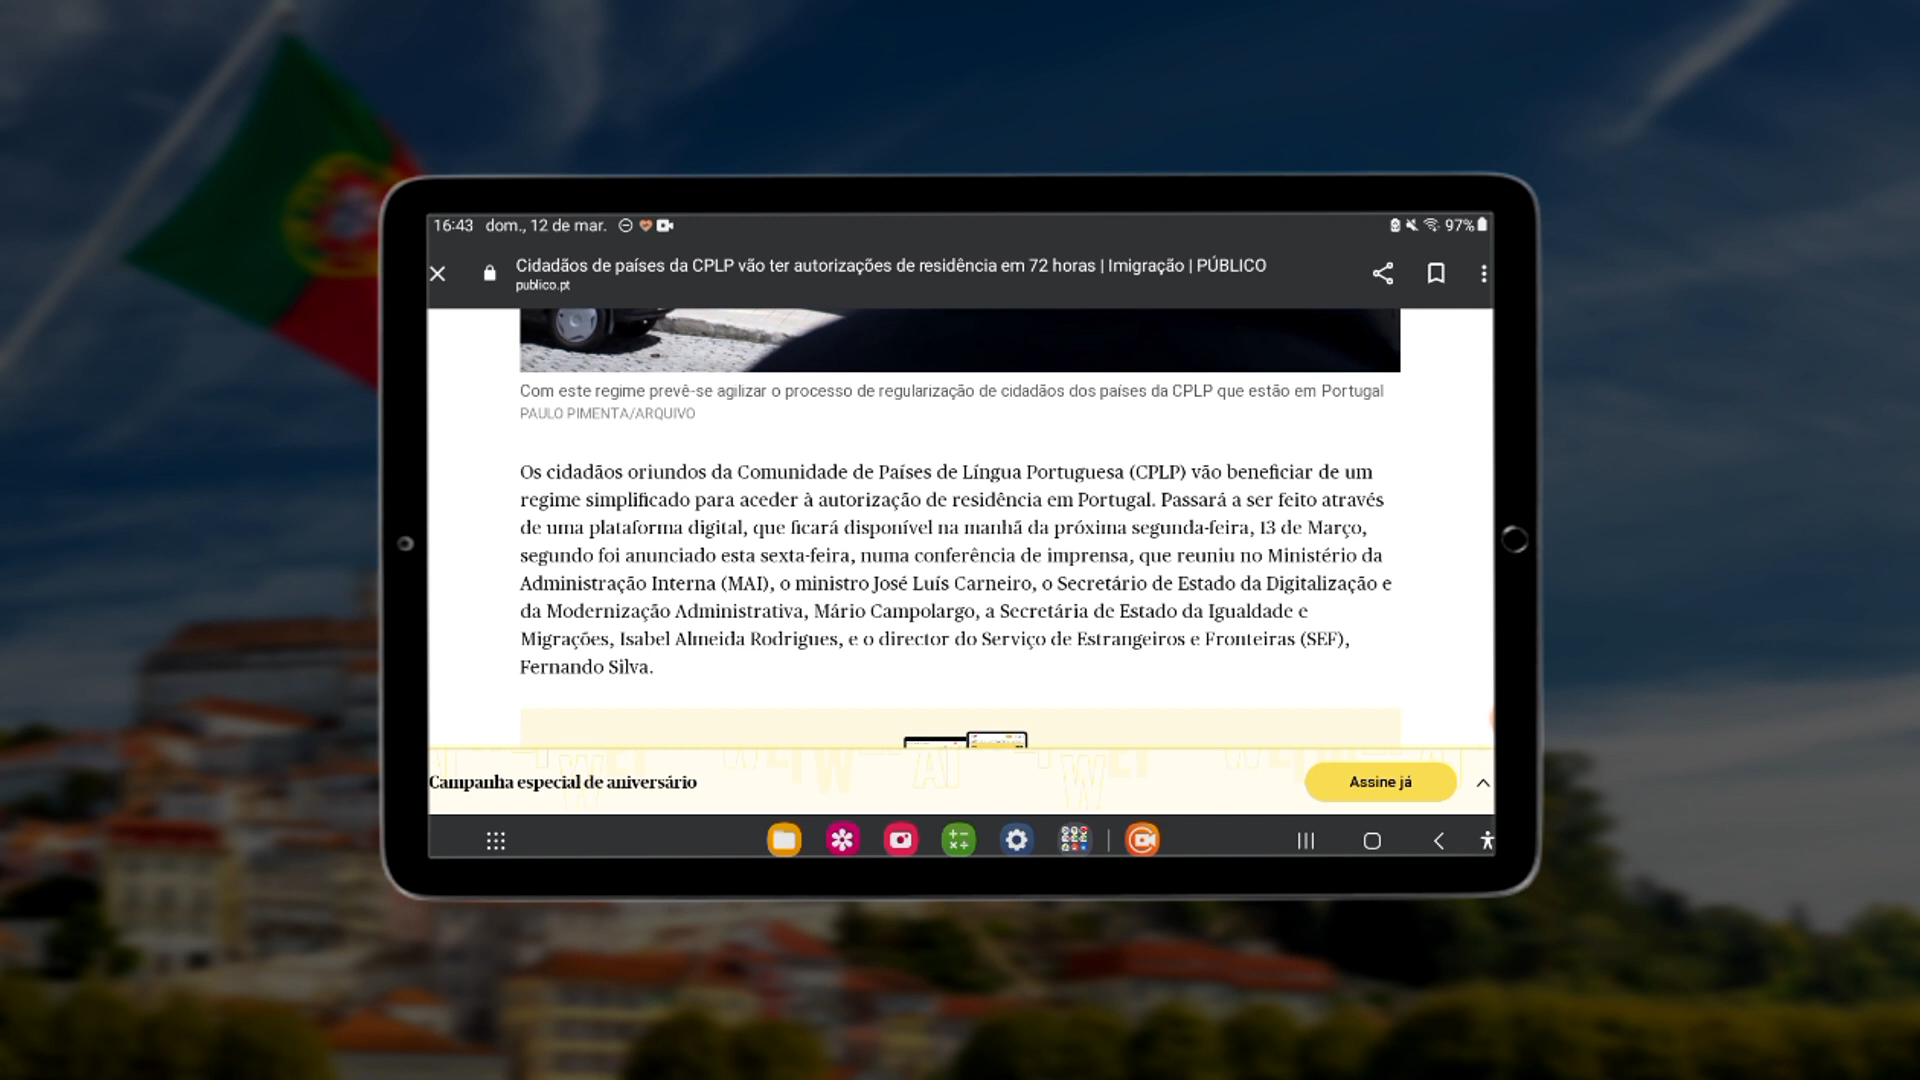 16:43 dom., 12 de mar.
97%
Cidadãos de países da CPLP vão ter autorizações de residência em 72 horas | Imigração | PÚBLICO
publico.pt
Com este regime prevê-se agilizar o processo de regularização de cidadãos dos países da CPLP que estão em Portugal
PAULO PIMENTA/ARQUIVO
Os cidadãos oriundos da Comunidade de Países de Língua Portuguesa (CPLP) vão beneficiar de um
regime simplificado para aceder à autorização de residência em Portugal. Passará a ser feito através
de uma plataforma digital, que ficará disponível na manhã da próxima segunda-feira, 13 de Março,
segundo foi anunciado esta sexta-feira, numa conferência de imprensa, que reuniu no Ministério da
Administração Interna (MAI), o ministro José Luís Carneiro, o Secretário de Estado da Digitalização e
da Modernização Administrativa, Mário Campolargo, a Secretária de Estado da Igualdade e
Migrações, Isabel Almeida Rodrigues, e o director do Serviço de Estrangeiros e Fronteiras (SEF),
Fernando Silva.
Campanha especial de aniversário
Assine já